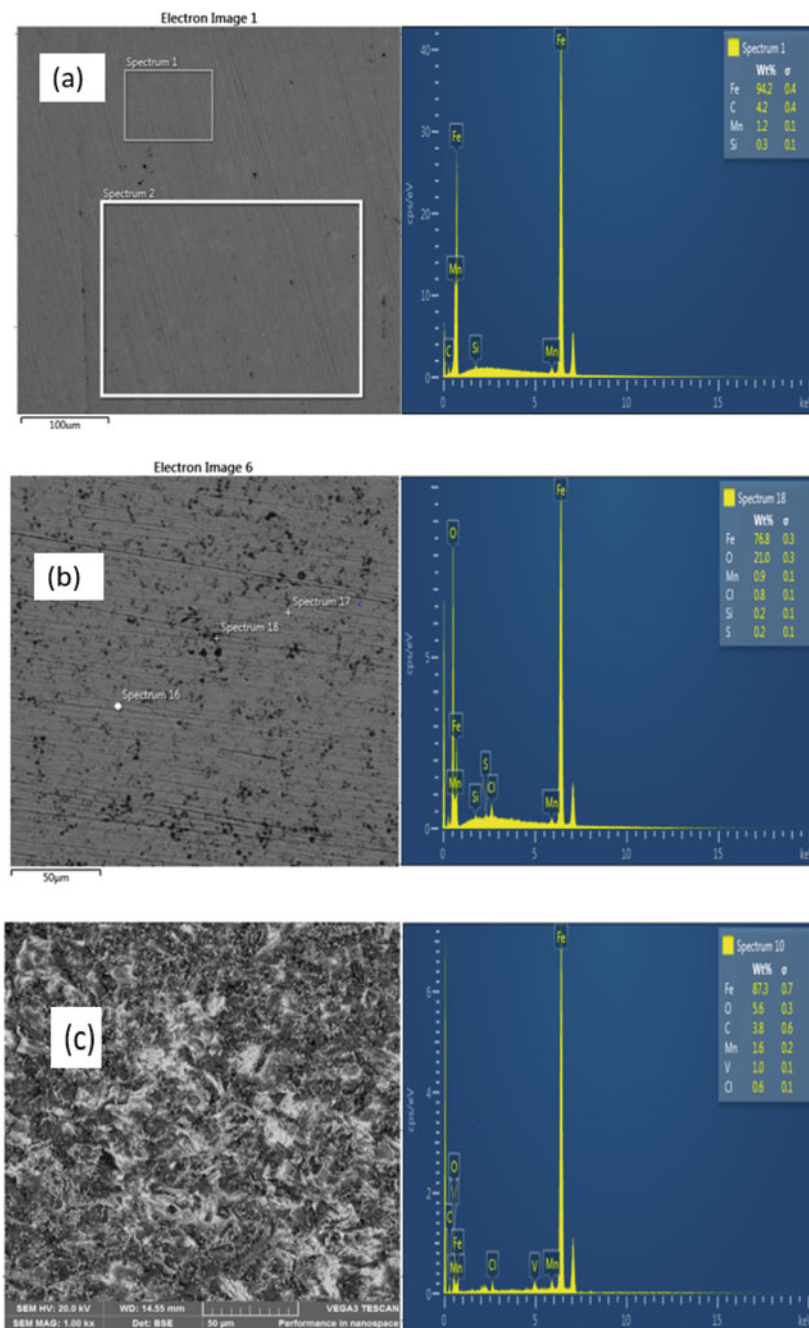 Electron Image 1
(a)
Spectrum 1
Spectrum 2
100µm
40
30
20
10
0
cps/eV
Fe
Fe
Mn
C
Si
Mn
0
5
10
15
ke
Spectrum 1
Wt% σ
Fe 94.2 0.4
C 4.2 0.4
Mn 1.2 0.1
Si 0.3 0.1
Electron Image 6
(b)
Spectrum 17
Spectrum 18
Spectrum 16
50µm
5
0
cps/eV
Fe
O
Fe
S
Mn
Si
Cl
Mn
0
5
10
15
ke
Spectrum 18
Wt% σ
Fe 76.8 0.3
O 21.0 0.3
Mn 0.9 0.1
Cl 0.8 0.1
Si 0.2 0.1
S 0.2 0.1
(c)
SEM HV: 20.0 kV WD: 14.55 mm VEGA3 TESCAN
SEM MAG: 1.00 kx Det: BSE 50 µm Performance in nanospace
6
4
2
0
cps/eV
Fe
O
V
C
Fe
Mn
Cl
V
Mn
0
5
10
15
ke
Spectrum 10
Wt% σ
Fe 87.3 0.7
O 5.6 0.3
C 3.8 0.6
Mn 1.6 0.2
V 1.0 0.1
Cl 0.6 0.1